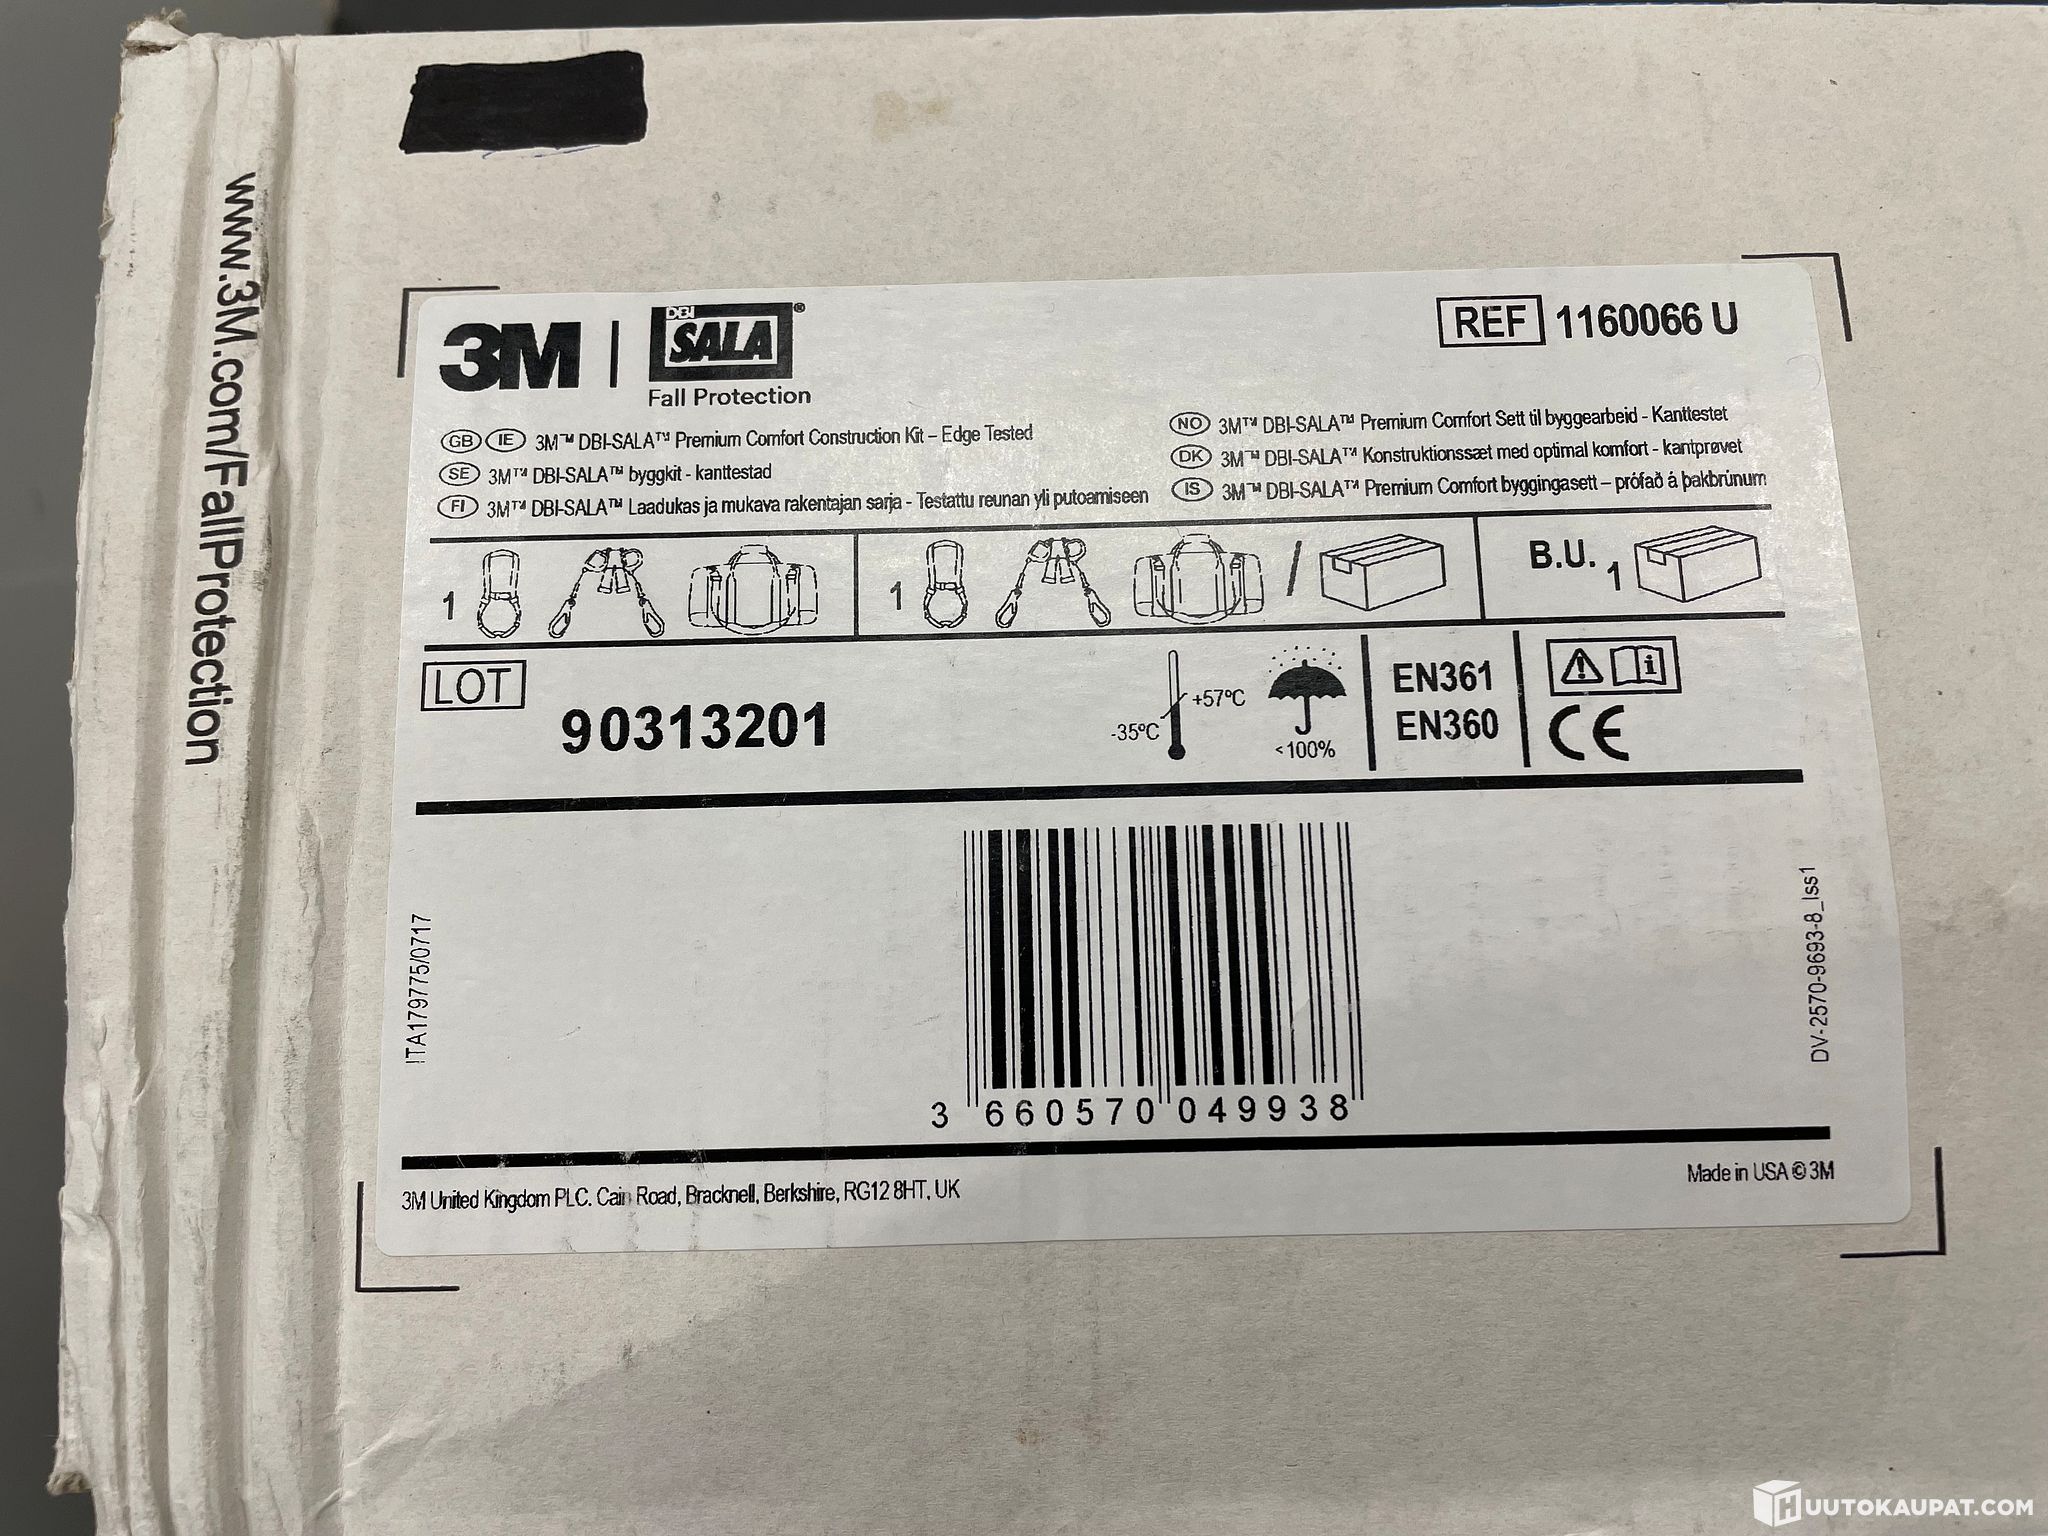 www.3M.com/FallProtection
3M | DBI SALA®
Fall Protection
REF 1160066 U
GB IE 3M™ DBI-SALA™ Premium Comfort Construction Kit – Edge Tested
SE 3M™ DBI-SALA™ byggkit - kanttestad
FI 3M™ DBI-SALA™ Laadukas ja mukava rakentajan sarja - Testattu reunan yli putoamiseen
NO 3M™ DBI-SALA™ Premium Comfort Sett til byggearbeid - Kanttestet
DK 3M™ DBI-SALA™ Konstruktionssæt med optimal komfort - kantprøvet
IS 3M™ DBI-SALA™ Premium Comfort byggingasett – prófað á þakbrúnum
1
1 /
B.U. 1
LOT 90313201
-35ºC +57ºC
<100%
EN361
EN360
i
CE
ITA179775/0717
DV-2570-9693-8_Iss1
3 660570 049938
3M United Kingdom PLC. Cain Road, Bracknell, Berkshire, RG12 8HT, UK
Made in USA © 3M
HUUTOKAUPAT.COM